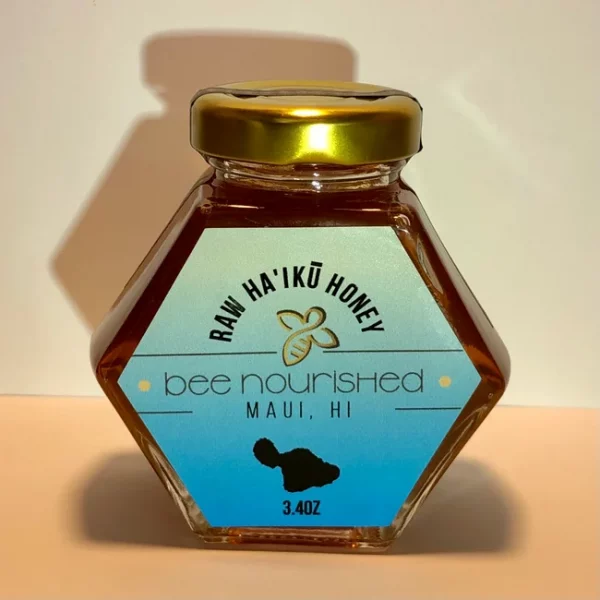 RAW HA'IKŪ HONEY
bee nourished
MAUI, HI
3.4OZ